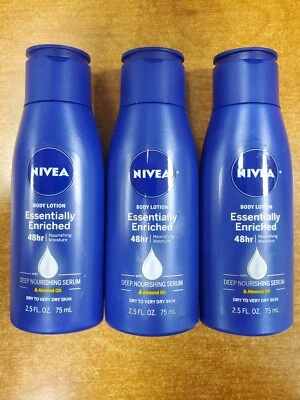 NIVEA
BODY LOTION
Essentially
Enriched
48hr Nourishing
Moisture
with
DEEP NOURISHING SERUM
& Almond Oil
DRY TO VERY DRY SKIN
2.5 FL. OZ. 75 mL
NIVEA
BODY LOTION
Essentially
Enriched
48hr Nourishing
Moisture
with
DEEP NOURISHING SERUM
& Almond Oil
DRY TO VERY DRY SKIN
2.5 FL. OZ. 75 mL
NIVEA
BODY LOTION
Essentially
Enriched
48hr Nourishing
Moisture
with
DEEP NOURISHING SERUM
& Almond Oil
DRY TO VERY DRY SKIN
2.5 FL. OZ. 75 mL